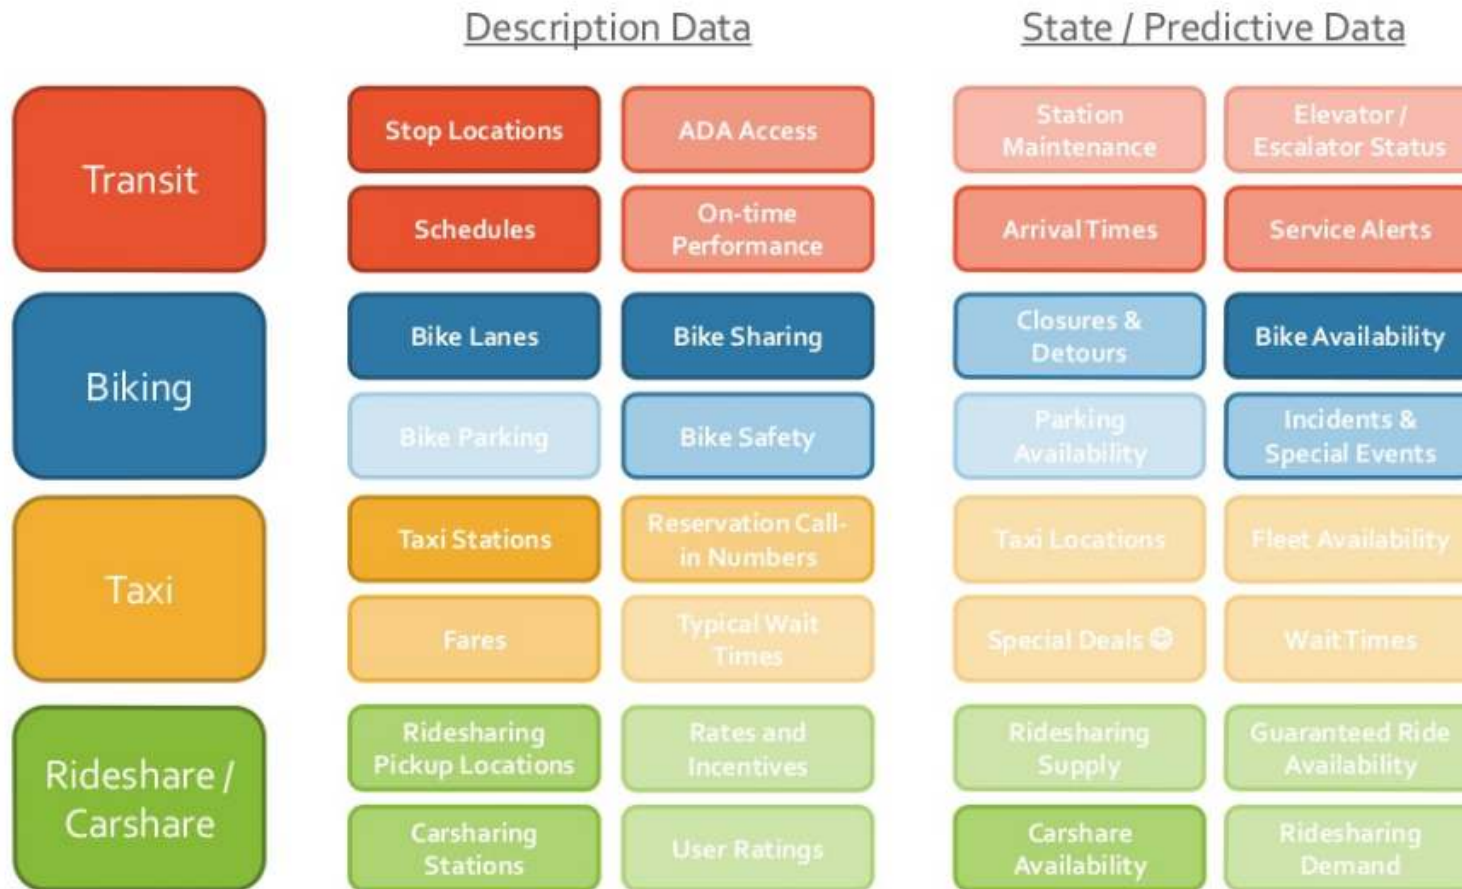 Description Data
State / Predictive Data
Transit
Stop Locations
ADA Access
Station
Maintenance
Elevator /
Escalator Status
Schedules
On-time
Performance
Arrival Times
Service Alerts
Biking
Bike Lanes
Bike Sharing
Closures &
Detours
Bike Availability
Bike Parking
Bike Safety
Parking
Availability
Incidents &
Special Events
Taxi
Taxi Stations
Reservation Call-
in Numbers
Taxi Locations
Fleet Availability
Fares
Typical Wait
Times
Special Deals 😊
Wait Times
Rideshare /
Carshare
Ridesharing
Pickup Locations
Rates and
Incentives
Ridesharing
Supply
Guaranteed Ride
Availability
Carsharing
Stations
User Ratings
Carshare
Availability
Ridesharing
Demand